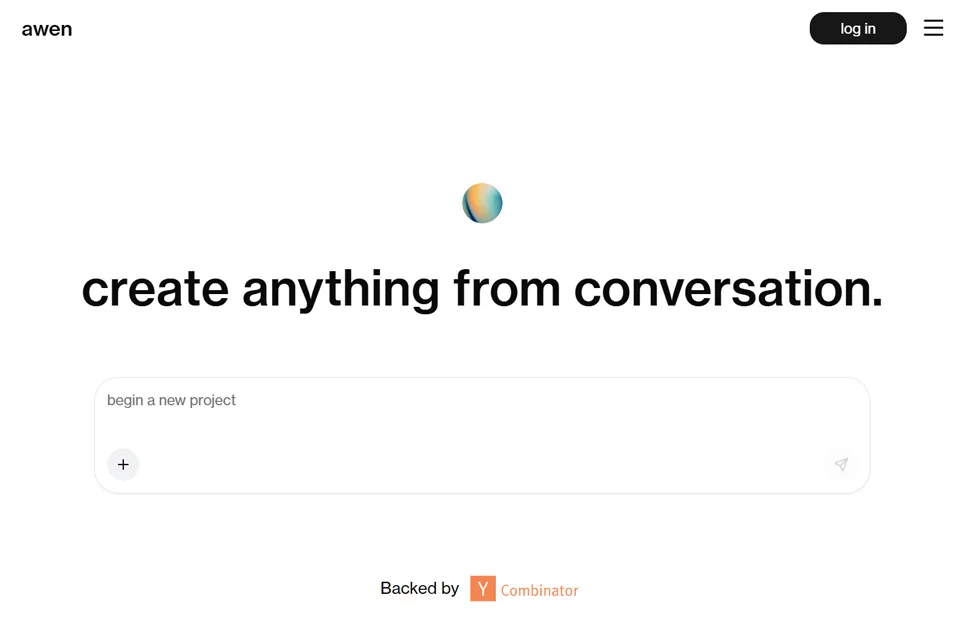 awen
log in
create anything from conversation.
begin a new project
Backed by Y Combinator